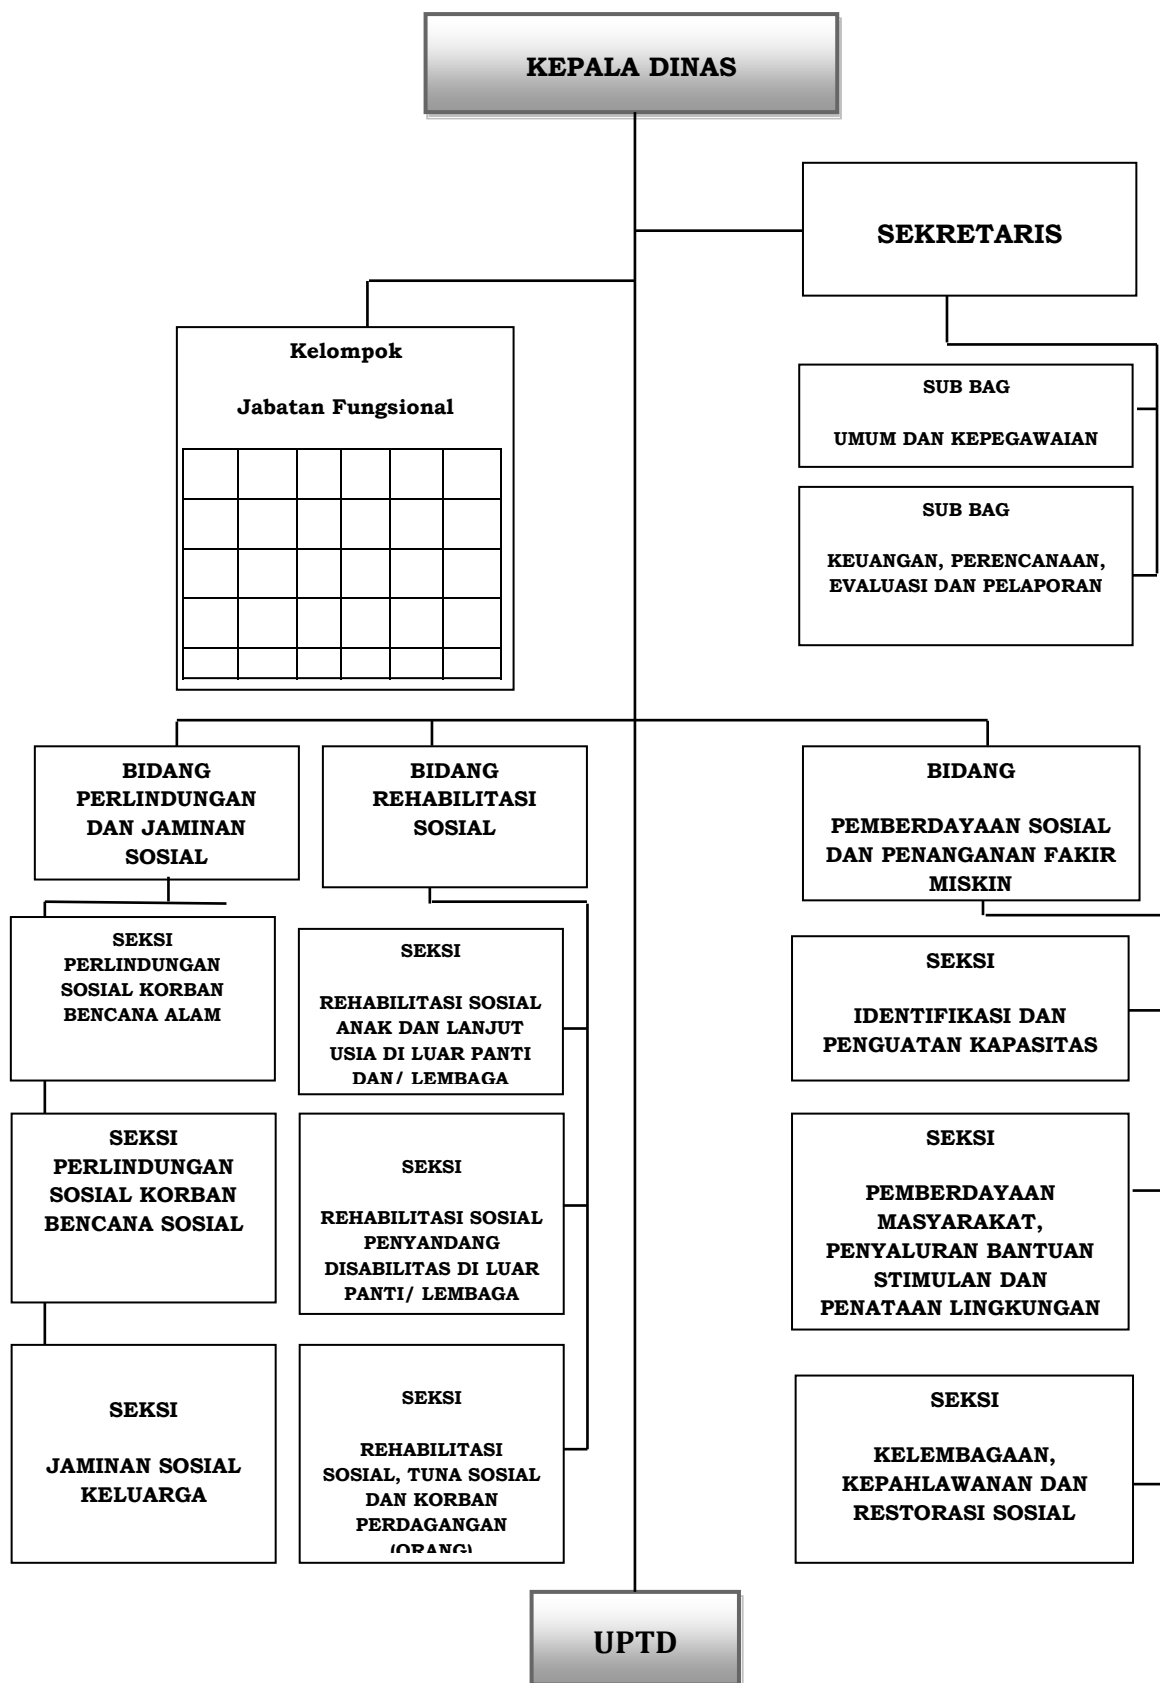 KEPALA DINAS
SEKRETARIS
Kelompok
Jabatan Fungsional
SUB BAG
UMUM DAN KEPEGAWAIAN
SUB BAG
KEUANGAN, PERENCANAAN,
EVALUASI DAN PELAPORAN
BIDANG
PERLINDUNGAN
DAN JAMINAN
SOSIAL
BIDANG
REHABILITASI
SOSIAL
BIDANG
PEMBERDAYAAN SOSIAL
DAN PENANGANAN FAKIR
MISKIN
SEKSI
PERLINDUNGAN
SOSIAL KORBAN
BENCANA ALAM
SEKSI
PERLINDUNGAN
SOSIAL KORBAN
BENCANA SOSIAL
SEKSI
JAMINAN SOSIAL
KELUARGA
SEKSI
REHABILITASI SOSIAL
ANAK DAN LANJUT
USIA DI LUAR PANTI
DAN/ LEMBAGA
SEKSI
REHABILITASI SOSIAL
PENYANDANG
DISABILITAS DI LUAR
PANTI/ LEMBAGA
SEKSI
REHABILITASI
SOSIAL, TUNA SOSIAL
DAN KORBAN
PERDAGANGAN
(ORANG)
SEKSI
IDENTIFIKASI DAN
PENGUATAN KAPASITAS
SEKSI
PEMBERDAYAAN
MASYARAKAT,
PENYALURAN BANTUAN
STIMULAN DAN
PENATAAN LINGKUNGAN
SEKSI
KELEMBAGAAN,
KEPAHLAWANAN DAN
RESTORASI SOSIAL
UPTD